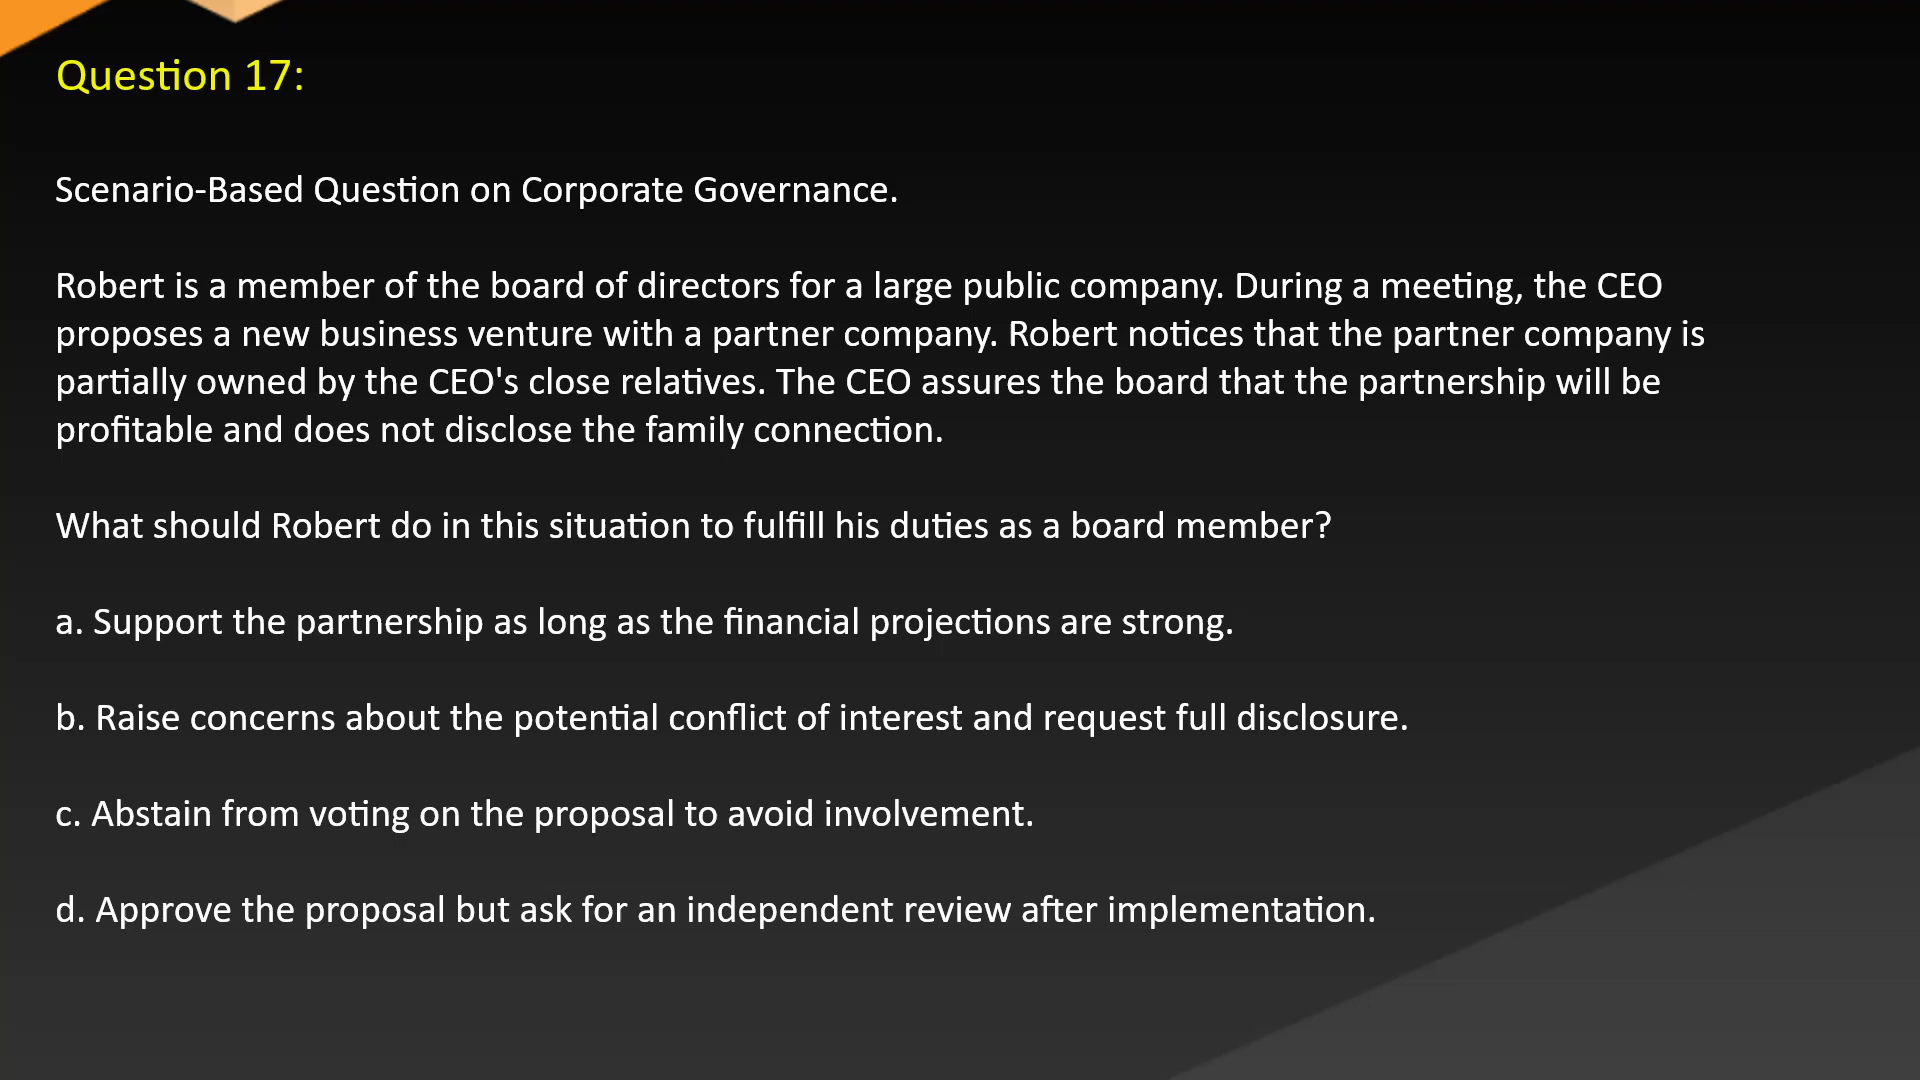 Question 17:
Scenario-Based Question on Corporate Governance.
Robert is a member of the board of directors for a large public company. During a meeting, the CEO
proposes a new business venture with a partner company. Robert notices that the partner company is
partially owned by the CEO's close relatives. The CEO assures the board that the partnership will be
profitable and does not disclose the family connection.
What should Robert do in this situation to fulfill his duties as a board member?
a. Support the partnership as long as the financial projections are strong.
b. Raise concerns about the potential conflict of interest and request full disclosure.
c. Abstain from voting on the proposal to avoid involvement.
d. Approve the proposal but ask for an independent review after implementation.